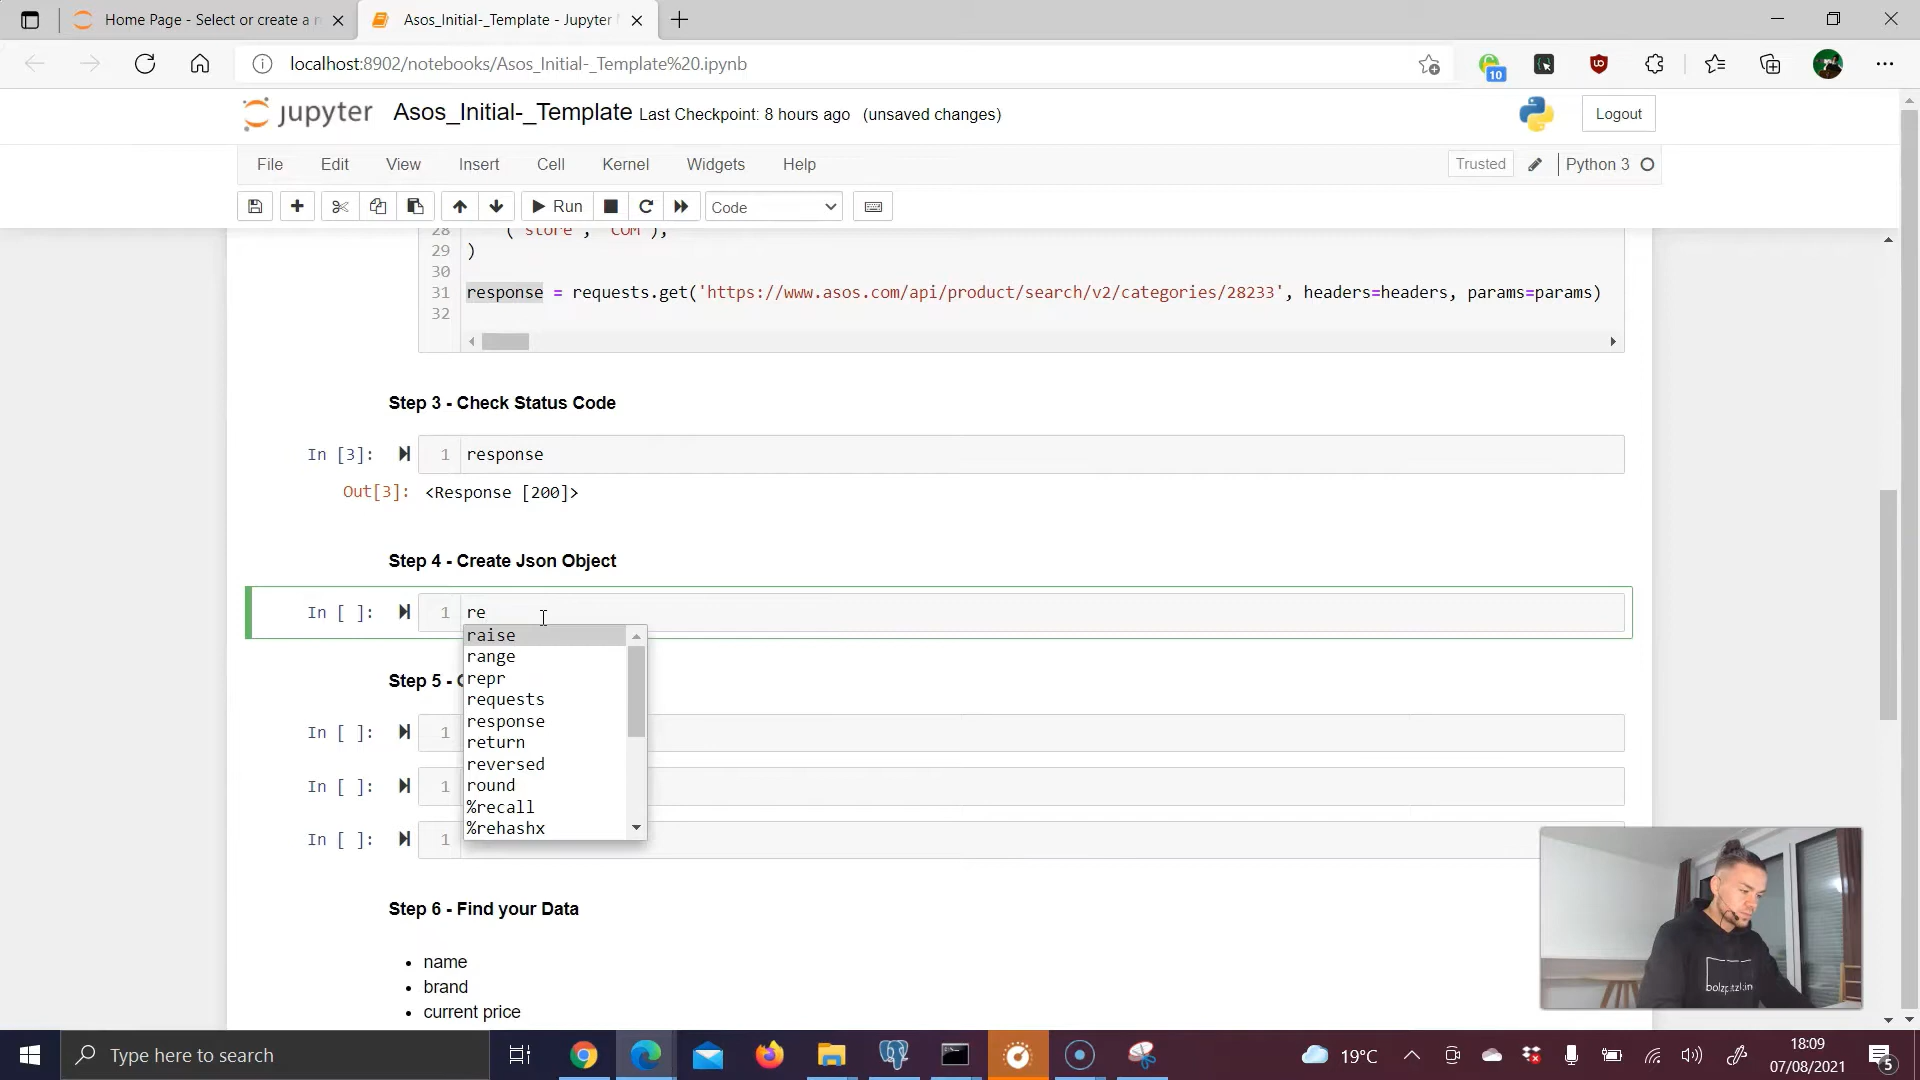 Home Page - Select or create a n
Asos_Initial-_Template - Jupyter
localhost:8902/notebooks/Asos_Initial-_Template%20.ipynb
10
jupyter
Asos_Initial-_Template Last Checkpoint: 8 hours ago (unsaved changes)
Logout
File Edit View Insert Cell Kernel Widgets Help
Trusted
Python 3
Run
Code
28 ('store', 'COM'),
29 )
30
31 response = requests.get('https://www.asos.com/api/product/search/v2/categories/28233', headers=headers, params=params)
32
Step 3 - Check Status Code
In [3]: 1 response
Out[3]: <Response [200]>
Step 4 - Create Json Object
In [ ]: 1 re
raise
range
repr
requests
response
return
reversed
round
%recall
%rehashx
Step 5 -
In [ ]: 1
In [ ]: 1
In [ ]: 1
Step 6 - Find your Data
• name
• brand
• current price
bolzplatzkin
Type here to search
19°C
18:09
07/08/2021
5